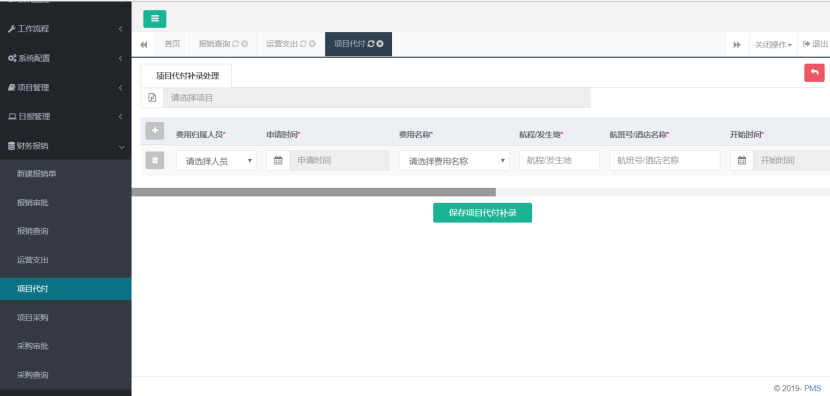 工作流程
系统配置
项目管理
日报管理
财务报销
新建报销单
报销审批
报销查询
运营支出
项目代付
项目采购
采购审批
采购查询
首页 报销查询 运营支出 项目代付 关闭操作 退出
项目代付补录处理
请选择项目
费用归属人员* 申请时间* 费用名称* 航程/发生地* 航班号/酒店名称* 开始时间*
请选择人员 申请时间 请选择费用名称 航程/发生地 航班号/酒店名称 开始时间
保存项目代付补录
© 2019- PMS